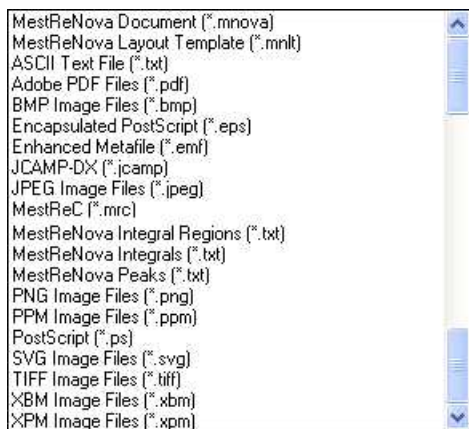 MestReNova Document (*.mnova)
MestReNova Layout Template (*.mnlt)
ASCII Text File (*.txt)
Adobe PDF Files (*.pdf)
BMP Image Files (*.bmp)
Encapsulated PostScript (*.eps)
Enhanced Metafile (*.emf)
JCAMP-DX (*.jcamp)
JPEG Image Files (*.jpeg)
MestReC (*.mrc)
MestReNova Integral Regions (*.txt)
MestReNova Integrals (*.txt)
MestReNova Peaks (*.txt)
PNG Image Files (*.png)
PPM Image Files (*.ppm)
PostScript (*.ps)
SVG Image Files (*.svg)
TIFF Image Files (*.tiff)
XBM Image Files (*.xbm)
XPM Image Files (*.xpm)